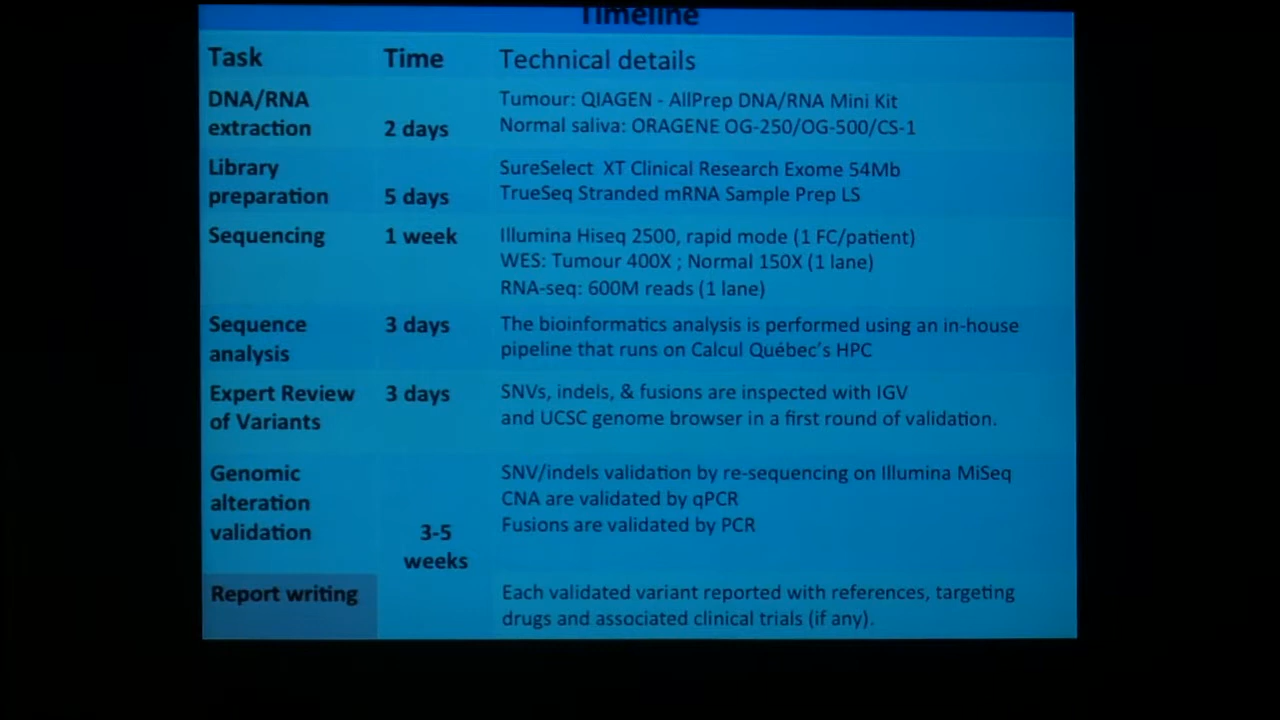 Timeline
Task Time Technical details
DNA/RNA
extraction
2 days
Tumour: QIAGEN - AllPrep DNA/RNA Mini Kit
Normal saliva: ORAGENE OG-250/OG-500/CS-1
Library
preparation
5 days
SureSelect XT Clinical Research Exome 54Mb
TrueSeq Stranded mRNA Sample Prep LS
Sequencing
1 week
Illumina Hiseq 2500, rapid mode (1 FC/patient)
WES: Tumour 400X ; Normal 150X (1 lane)
RNA-seq: 600M reads (1 lane)
Sequence
analysis
3 days
The bioinformatics analysis is performed using an in-house
pipeline that runs on Calcul Québec's HPC
Expert Review
of Variants
3 days
SNVs, indels, & fusions are inspected with IGV
and UCSC genome browser in a first round of validation.
Genomic
alteration
validation
3-5
weeks
SNV/indels validation by re-sequencing on Illumina MiSeq
CNA are validated by qPCR
Fusions are validated by PCR
Report writing
Each validated variant reported with references, targeting
drugs and associated clinical trials (if any).